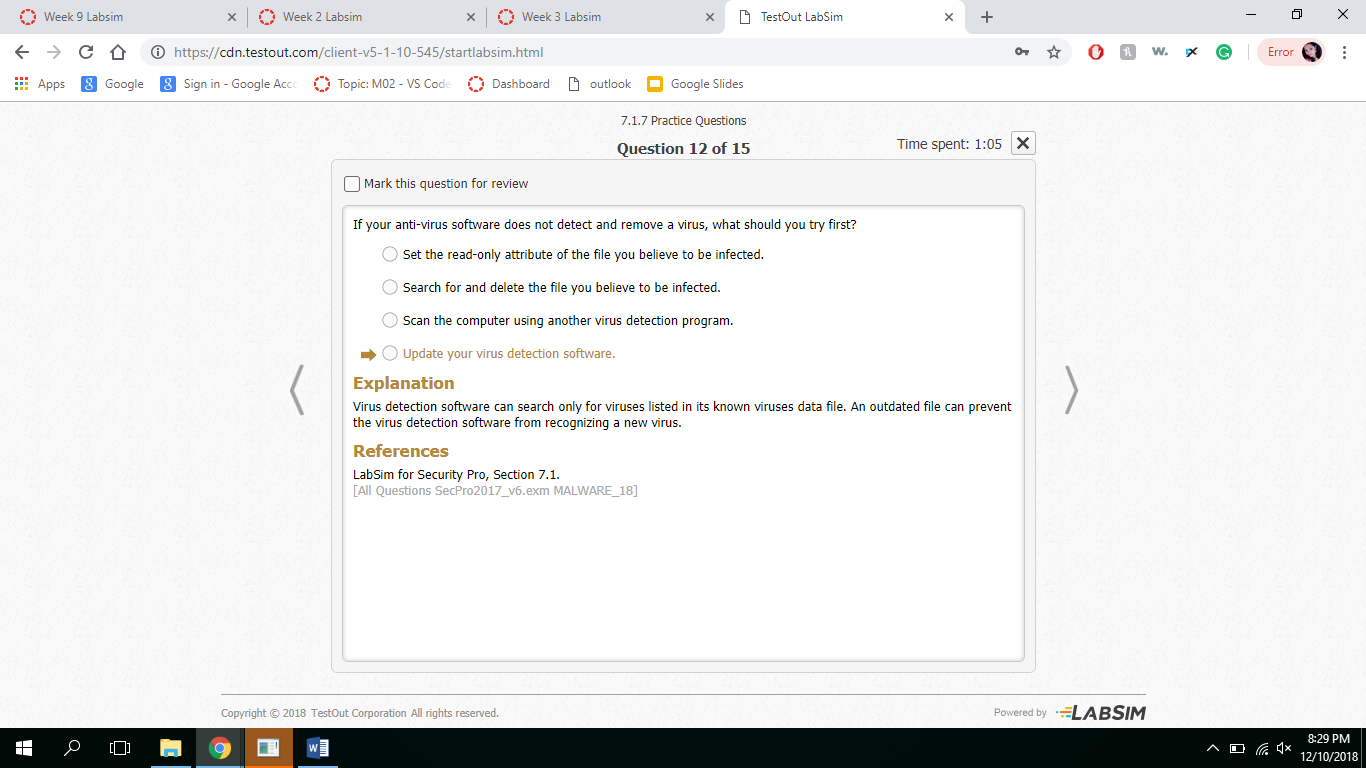 Week 9 Labsim
Week 2 Labsim
Week 3 Labsim
TestOut LabSim
https://cdn.testout.com/client-v5-1-10-545/startlabsim.html
Error
Apps
Google
Sign in - Google Acco
Topic: M02 - VS Code
Dashboard
outlook
Google Slides
7.1.7 Practice Questions
Question 12 of 15
Time spent: 1:05
Mark this question for review
If your anti-virus software does not detect and remove a virus, what should you try first?
Set the read-only attribute of the file you believe to be infected.
Search for and delete the file you believe to be infected.
Scan the computer using another virus detection program.
Update your virus detection software.
Explanation
Virus detection software can search only for viruses listed in its known viruses data file. An outdated file can prevent
the virus detection software from recognizing a new virus.
References
LabSim for Security Pro, Section 7.1.
[All Questions SecPro2017_v6.exm MALWARE_18]
Copyright © 2018 TestOut Corporation All rights reserved.
Powered by LABSIM
8:29 PM
12/10/2018